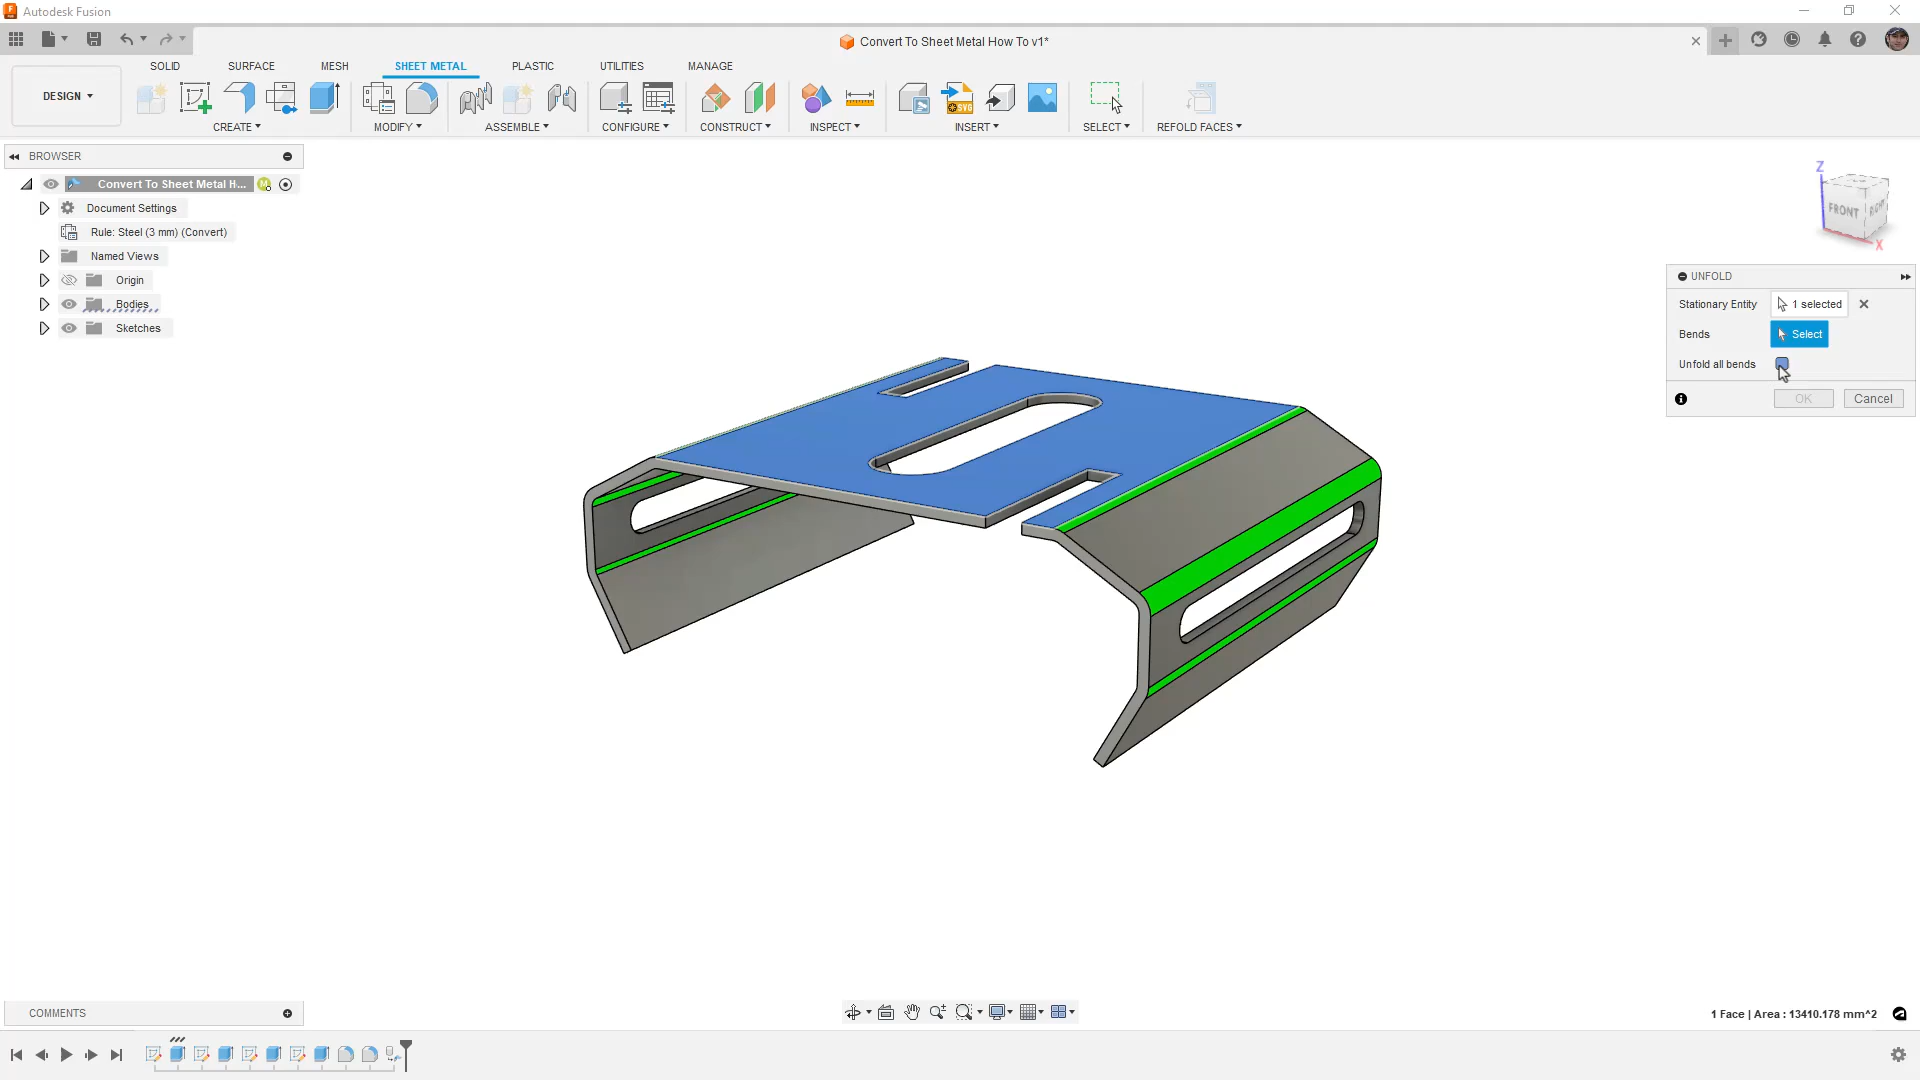 Autodesk Fusion
Convert To Sheet Metal How To v1*
SOLID SURFACE MESH SHEET METAL PLASTIC UTILITIES MANAGE
DESIGN
CREATE MODIFY ASSEMBLE CONFIGURE CONSTRUCT INSPECT INSERT SELECT REFOLD FACES
BROWSER
Convert To Sheet Metal H...
Document Settings
Rule: Steel (3 mm) (Convert)
Named Views
Origin
Bodies
Sketches
Z
FRONT RIGHT
X
UNFOLD
Stationary Entity 1 selected
Bends Select
Unfold all bends
OK Cancel
COMMENTS
1 Face | Area : 13410.178 mm^2